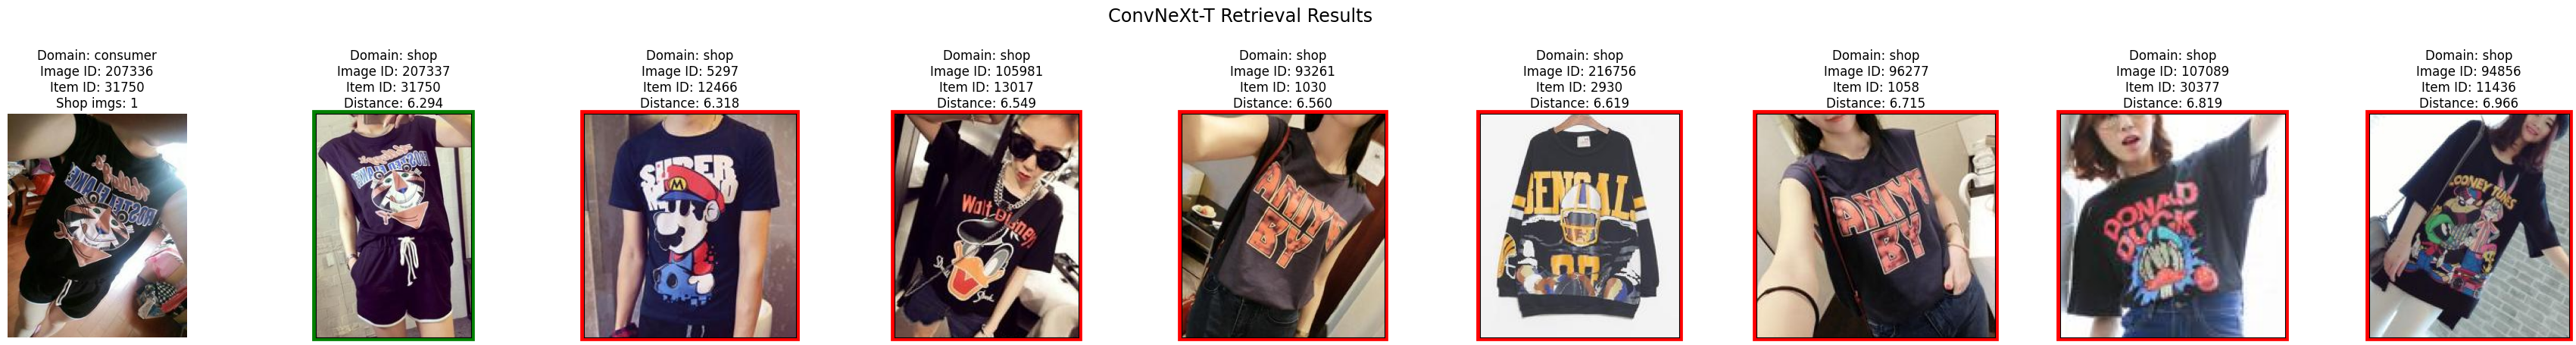 ConvNeXt-T Retrieval Results
Domain: consumer
Image ID: 207336
Item ID: 31750
Shop imgs: 1
Domain: shop
Image ID: 207337
Item ID: 31750
Distance: 6.294
Domain: shop
Image ID: 5297
Item ID: 12466
Distance: 6.318
Domain: shop
Image ID: 105981
Item ID: 13017
Distance: 6.549
Domain: shop
Image ID: 93261
Item ID: 1030
Distance: 6.560
Domain: shop
Image ID: 216756
Item ID: 2930
Distance: 6.619
Domain: shop
Image ID: 96277
Item ID: 1058
Distance: 6.715
Domain: shop
Image ID: 107089
Item ID: 30377
Distance: 6.819
Domain: shop
Image ID: 94856
Item ID: 11436
Distance: 6.966
SUPER
M
Walt Disney
BY
BENGAL
BY
DONALD
DUCK
LOONEY TUNES